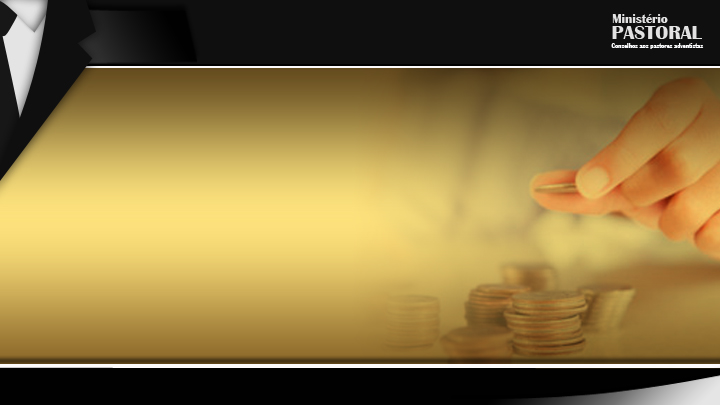 Ministério
PASTORAL
Conselhos aos pastores adventistas